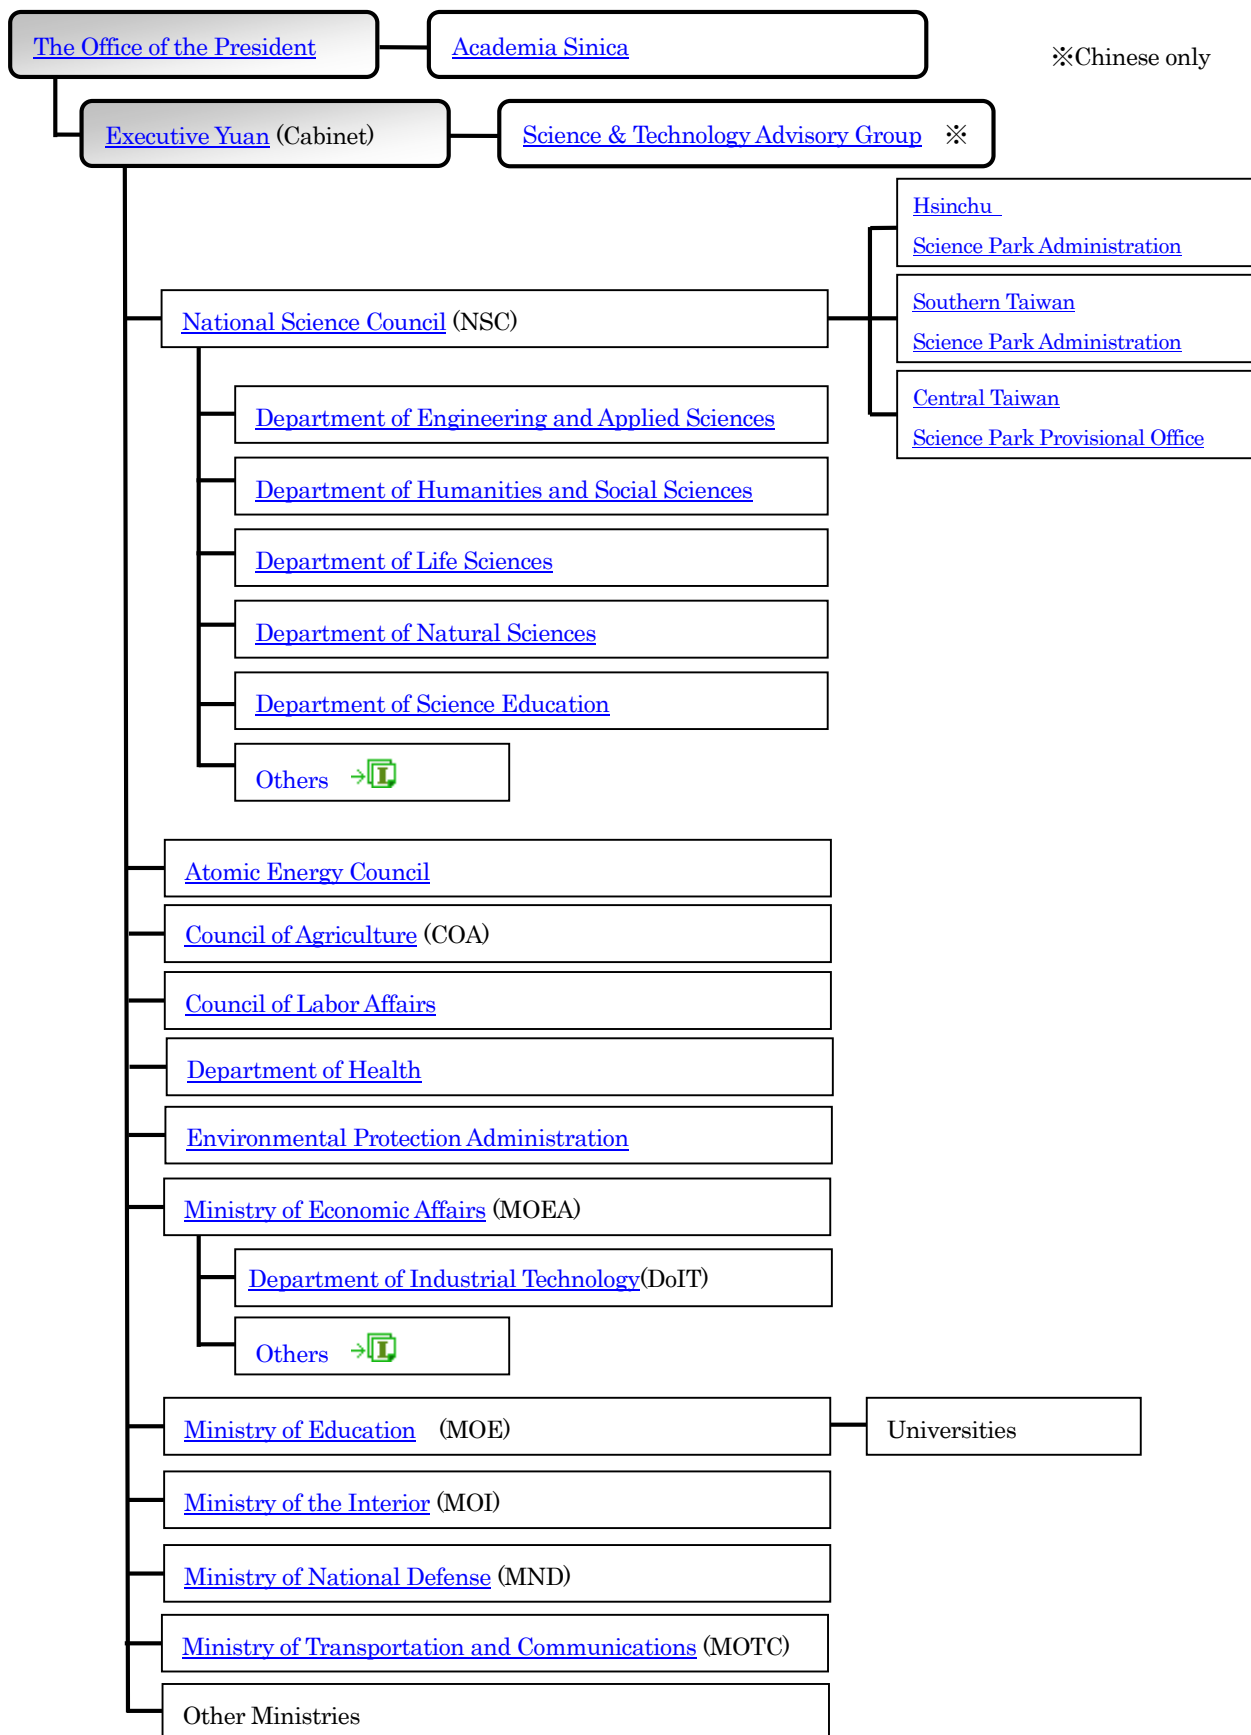 The Office of the President
Academia Sinica
※Chinese only
Executive Yuan (Cabinet)
Science & Technology Advisory Group ※
Hsinchu
Science Park Administration
Southern Taiwan
Science Park Administration
Central Taiwan
Science Park Provisional Office
National Science Council (NSC)
Department of Engineering and Applied Sciences
Department of Humanities and Social Sciences
Department of Life Sciences
Department of Natural Sciences
Department of Science Education
Others →I
Atomic Energy Council
Council of Agriculture (COA)
Council of Labor Affairs
Department of Health
Environmental Protection Administration
Ministry of Economic Affairs (MOEA)
Department of Industrial Technology(DoIT)
Others →I
Ministry of Education (MOE)
Universities
Ministry of the Interior (MOI)
Ministry of National Defense (MND)
Ministry of Transportation and Communications (MOTC)
Other Ministries